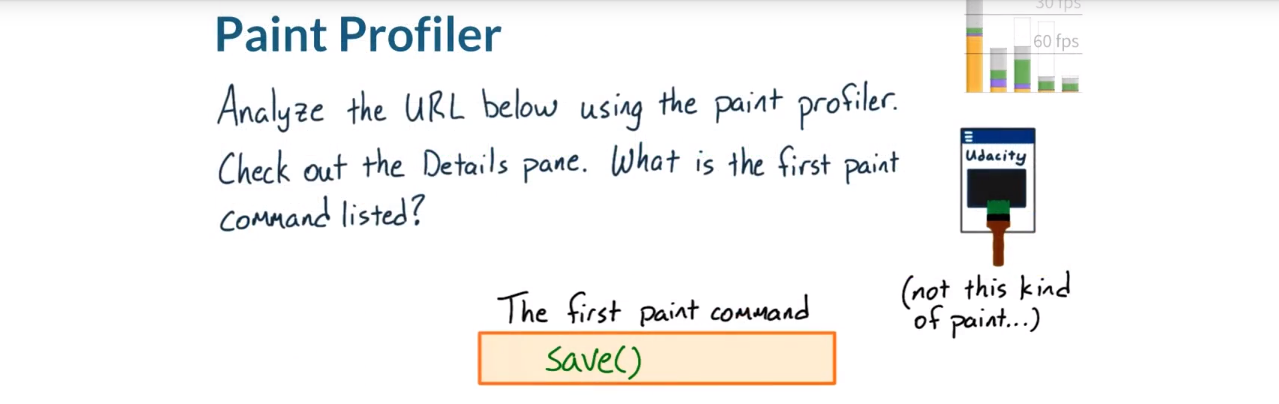 30 fps
Paint Profiler
60 fps
Analyze the URL below using the paint profiler.
Check out the Details pane. What is the first paint
command listed?
Udacity
(not this kind
of paint...)
The first paint command
save()